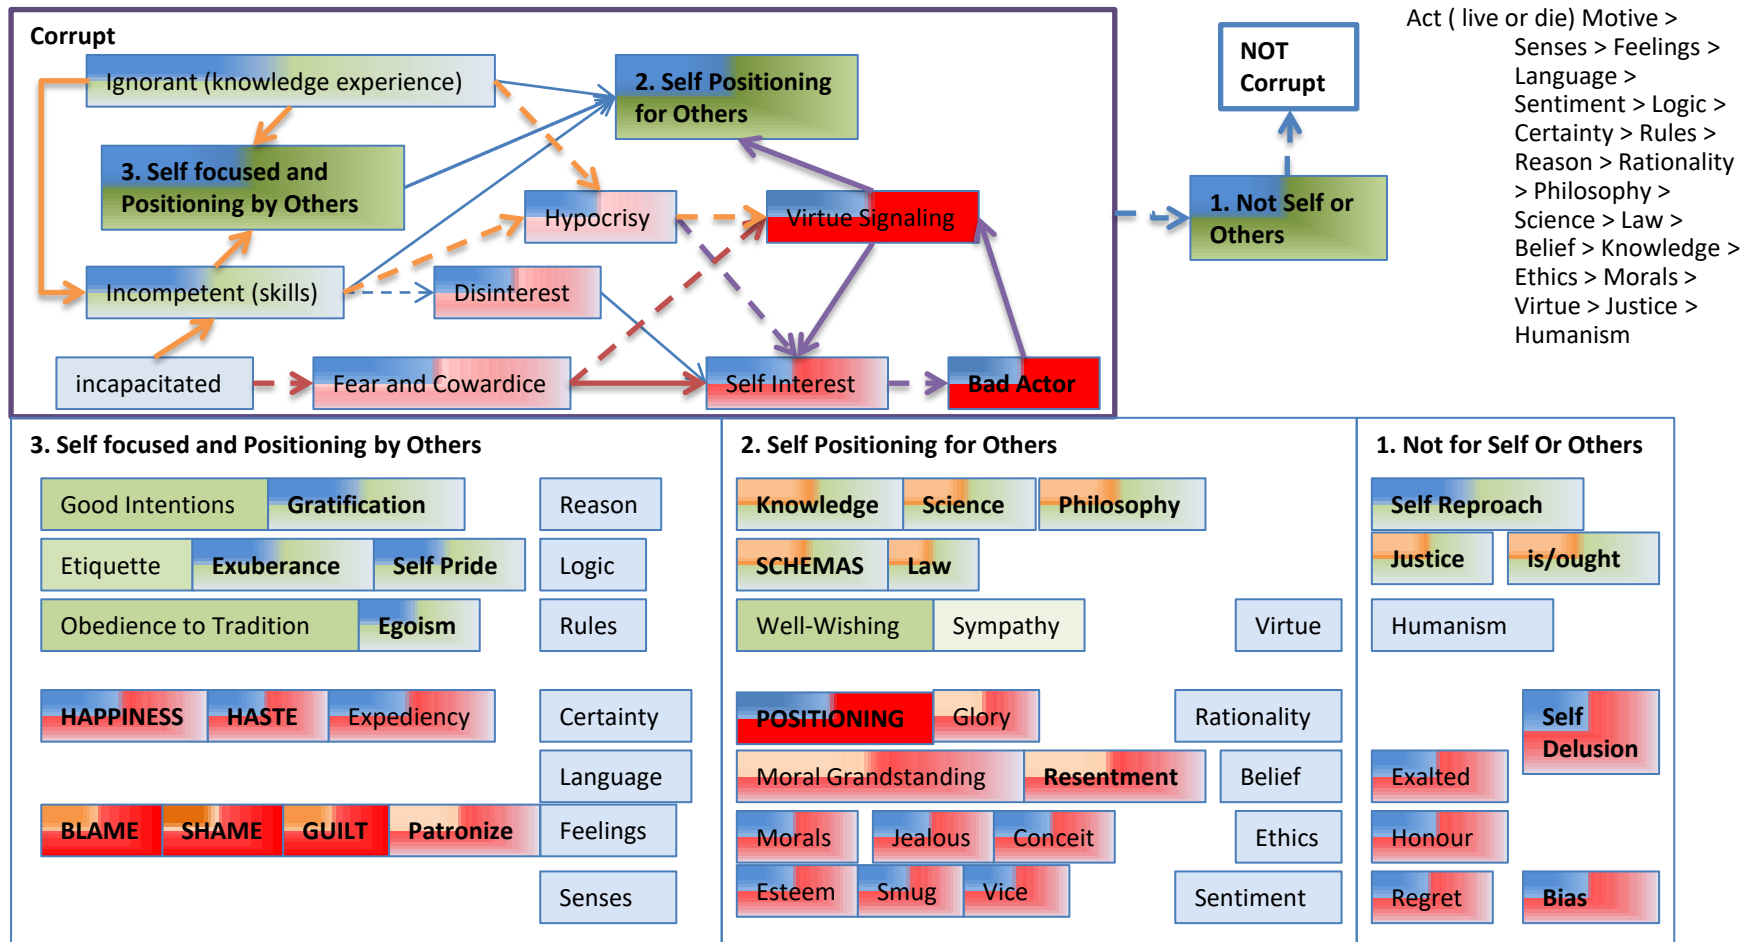 Corrupt
Ignorant (knowledge experience)
2. Self Positioning
for Others
3. Self focused and
Positioning by Others
Hypocrisy
Virtue Signaling
Incompetent (skills)
Disinterest
incapacitated
Fear and Cowardice
Self Interest
Bad Actor
NOT
Corrupt
1. Not Self or
Others
Act ( live or die) Motive >
Senses > Feelings >
Language >
Sentiment > Logic >
Certainty > Rules >
Reason > Rationality
> Philosophy >
Science > Law >
Belief > Knowledge >
Ethics > Morals >
Virtue > Justice >
Humanism
3. Self focused and Positioning by Others
Good Intentions
Gratification
Reason
Etiquette
Exuberance
Self Pride
Logic
Obedience to Tradition
Egoism
Rules
HAPPINESS
HASTE
Expediency
Certainty
Language
BLAME
SHAME
GUILT
Patronize
Feelings
Senses
2. Self Positioning for Others
Knowledge
Science
Philosophy
SCHEMAS
Law
Well-Wishing
Sympathy
Virtue
POSITIONING
Glory
Rationality
Moral Grandstanding
Resentment
Belief
Morals
Jealous
Conceit
Ethics
Esteem
Smug
Vice
Sentiment
1. Not for Self Or Others
Self Reproach
Justice
is/ought
Humanism
Self
Delusion
Exalted
Honour
Regret
Bias